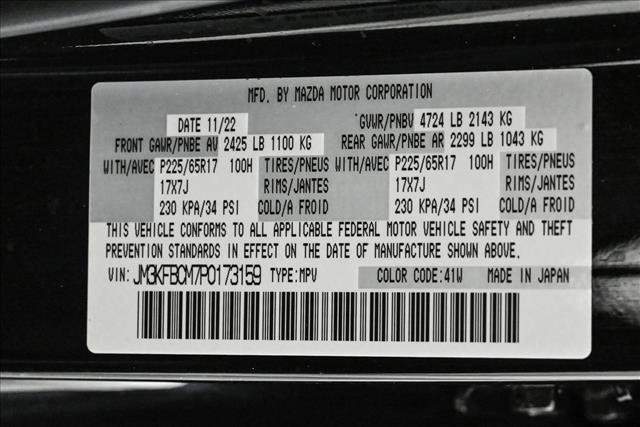 MFD. BY MAZDA MOTOR CORPORATION
DATE 11/22 GVWR/PNBV 4724 LB 2143 KG
FRONT GAWR/PNBE AV 2425 LB 1100 KG REAR GAWR/PNBE AR 2299 LB 1043 KG
WITH/AVEC P225/65R17 100H TIRES/PNEUS WITH/AVEC P225/65R17 100H TIRES/PNEUS
17X7J RIMS/JANTES 17X7J RIMS/JANTES
230 KPA/34 PSI COLD/A FROID 230 KPA/34 PSI COLD/A FROID
THIS VEHICLE CONFORMS TO ALL APPLICABLE FEDERAL MOTOR VEHICLE SAFETY AND THEFT
PREVENTION STANDARDS IN EFFECT ON THE DATE OF MANUFACTURE SHOWN ABOVE.
VIN: JM3KFBCM7P0173159 TYPE:MPV COLOR CODE:41W MADE IN JAPAN